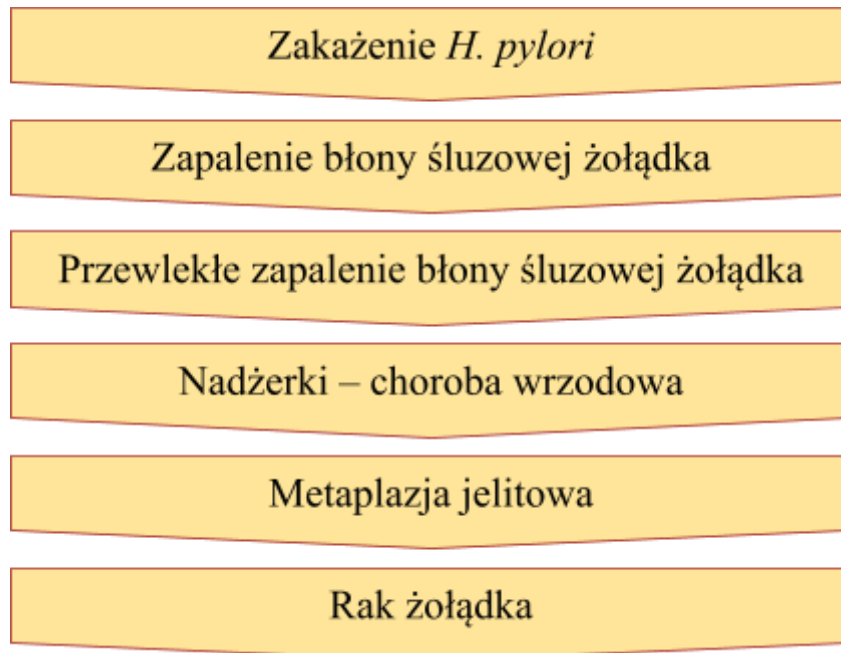 Zakażenie H. pylori
Zapalenie błony śluzowej żołądka
Przewlekłe zapalenie błony śluzowej żołądka
Nadżerki – choroba wrzodowa
Metaplazja jelitowa
Rak żołądka